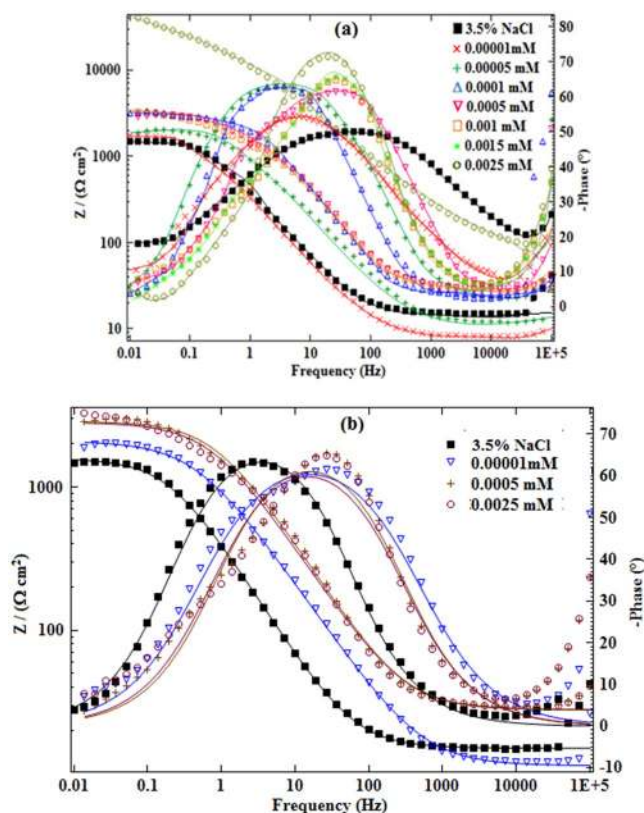 (a)
3.5% NaCl
0.00001mM
0.00005 mM
0.0001 mM
0.0005 mM
0.001 mM
0.0015 mM
0.0025 mM
Z / (Ω cm²)
10000
1000
100
10
-Phase (°)
80
70
60
50
40
30
20
10
0
0.01 0.1 1 10 100 1000 10000 1E+5
Frequency (Hz)
(b)
3.5% NaCl
0.00001mM
0.0005 mM
0.0025 mM
Z / (Ω cm²)
1000
100
-Phase (°)
70
60
50
40
30
20
10
0
-10
0.01 0.1 1 10 100 1000 10000 1E+5
Frequency (Hz)